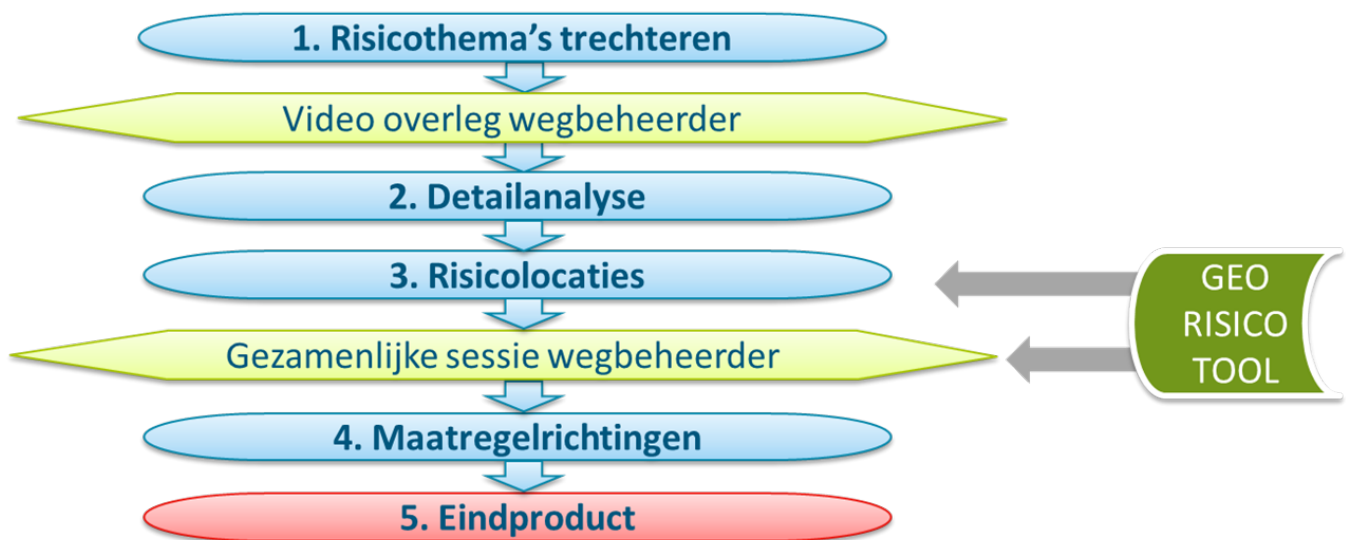 1. Risicothema’s trechteren
Video overleg wegbeheerder
2. Detailanalyse
3. Risicolocaties
Gezamenlijke sessie wegbeheerder
4. Maatregelrichtingen
5. Eindproduct
GEO
RISICO
TOOL